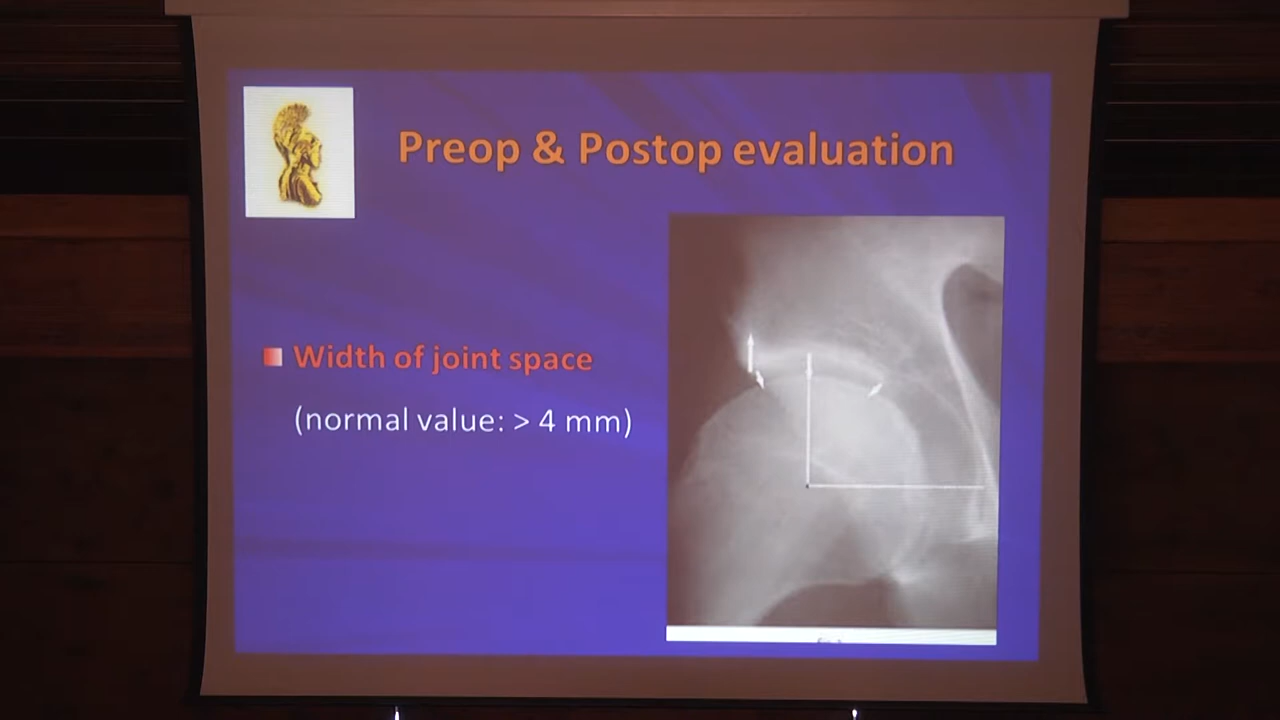 Preop & Postop evaluation
Width of joint space
(normal value: > 4 mm)